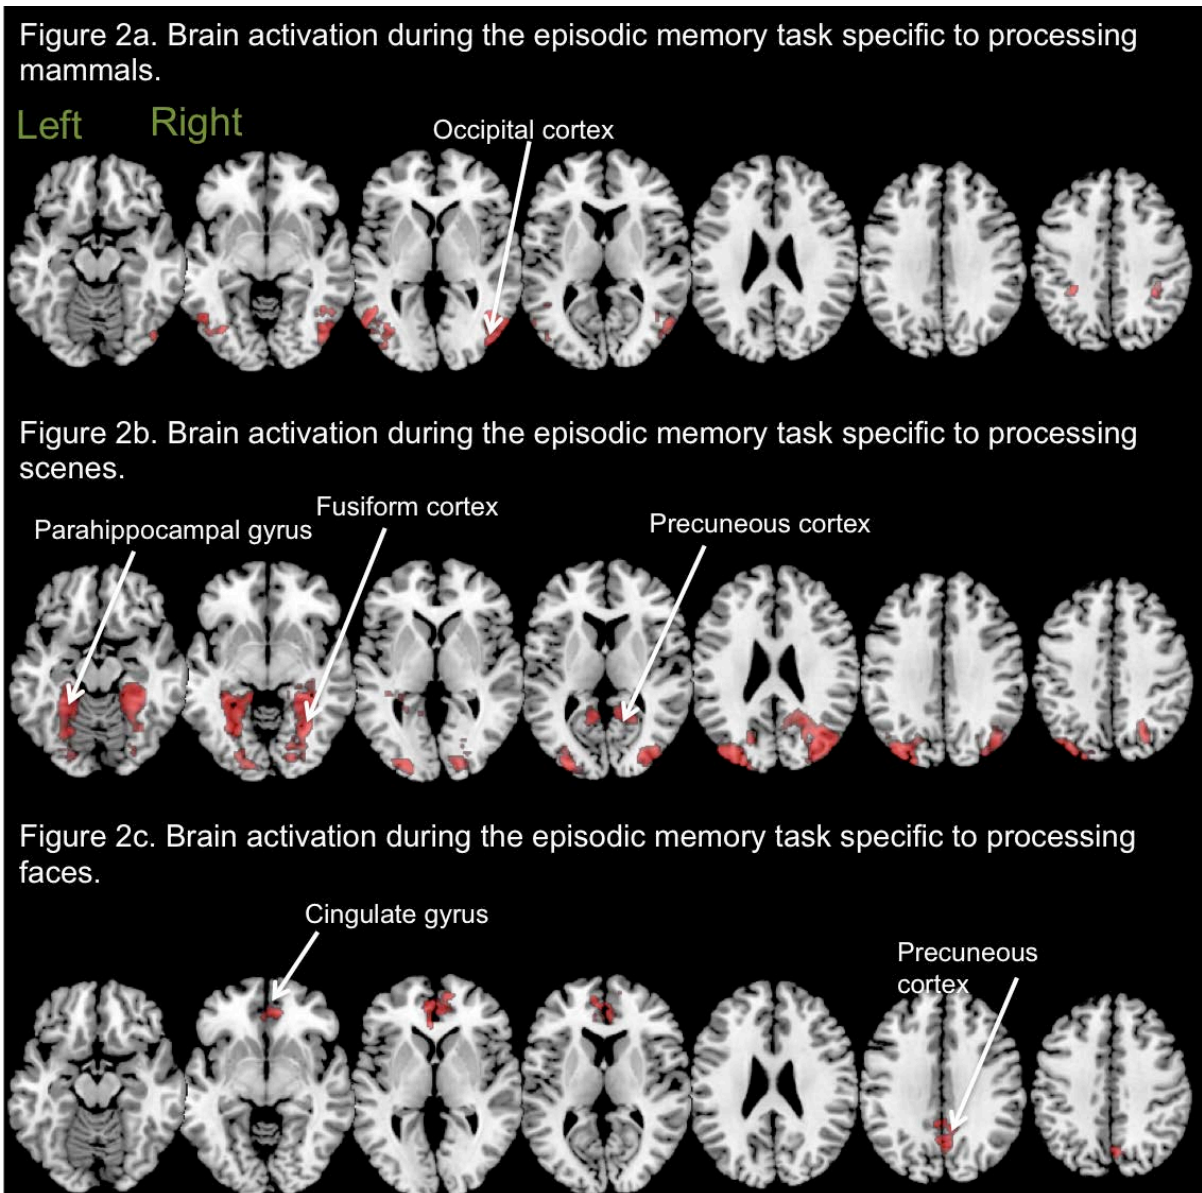 Figure 2a. Brain activation during the episodic memory task specific to processing
mammals.
Left
Right
Occipital cortex
Figure 2b. Brain activation during the episodic memory task specific to processing
scenes.
Fusiform cortex
Parahippocampal gyrus
Precuneous cortex
Figure 2c. Brain activation during the episodic memory task specific to processing
faces.
Cingulate gyrus
Precuneous
cortex